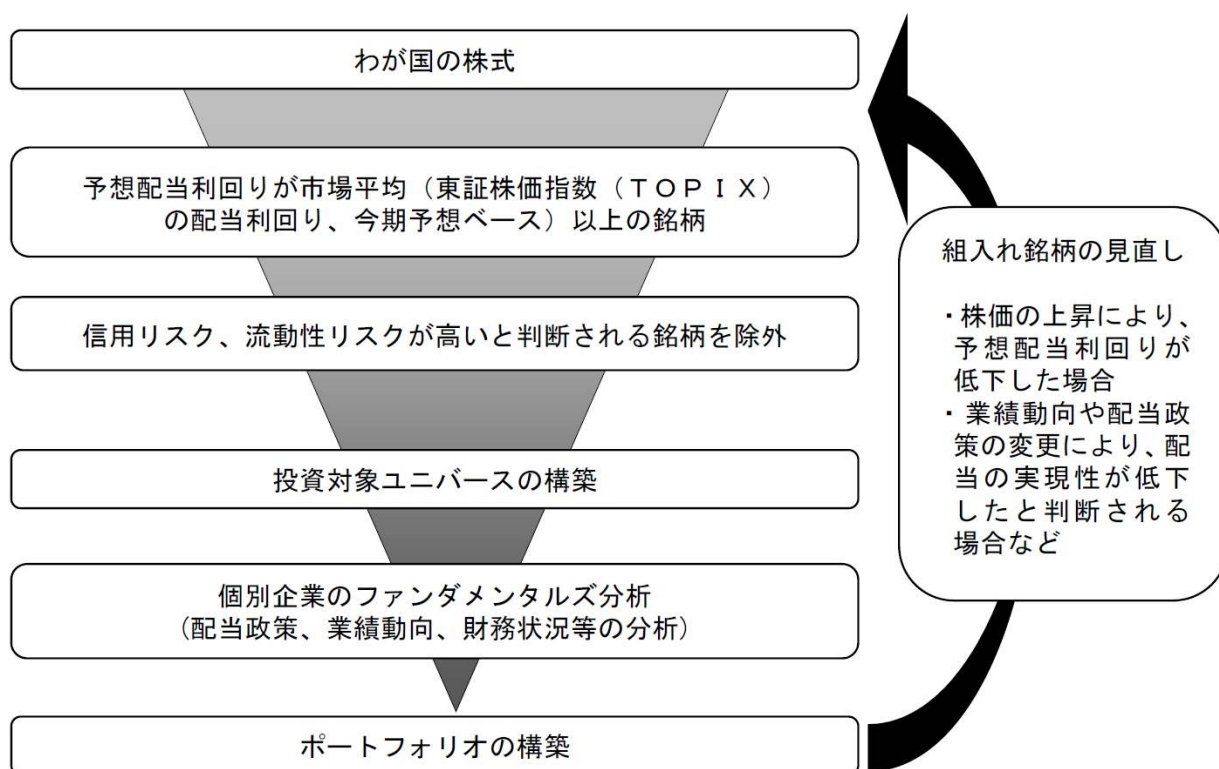 わが国の株式
予想配当利回りが市場平均（東証株価指数（ＴＯＰＩＸ）
の配当利回り、今期予想ベース）以上の銘柄
信用リスク、流動性リスクが高いと判断される銘柄を除外
投資対象ユニバースの構築
個別企業のファンダメンタルズ分析
（配当政策、業績動向、財務状況等の分析）
ポートフォリオの構築
組入れ銘柄の見直し
・株価の上昇により、
予想配当利回りが
低下した場合
・業績動向や配当政
策の変更により、配
当の実現性が低下
したと判断される
場合など